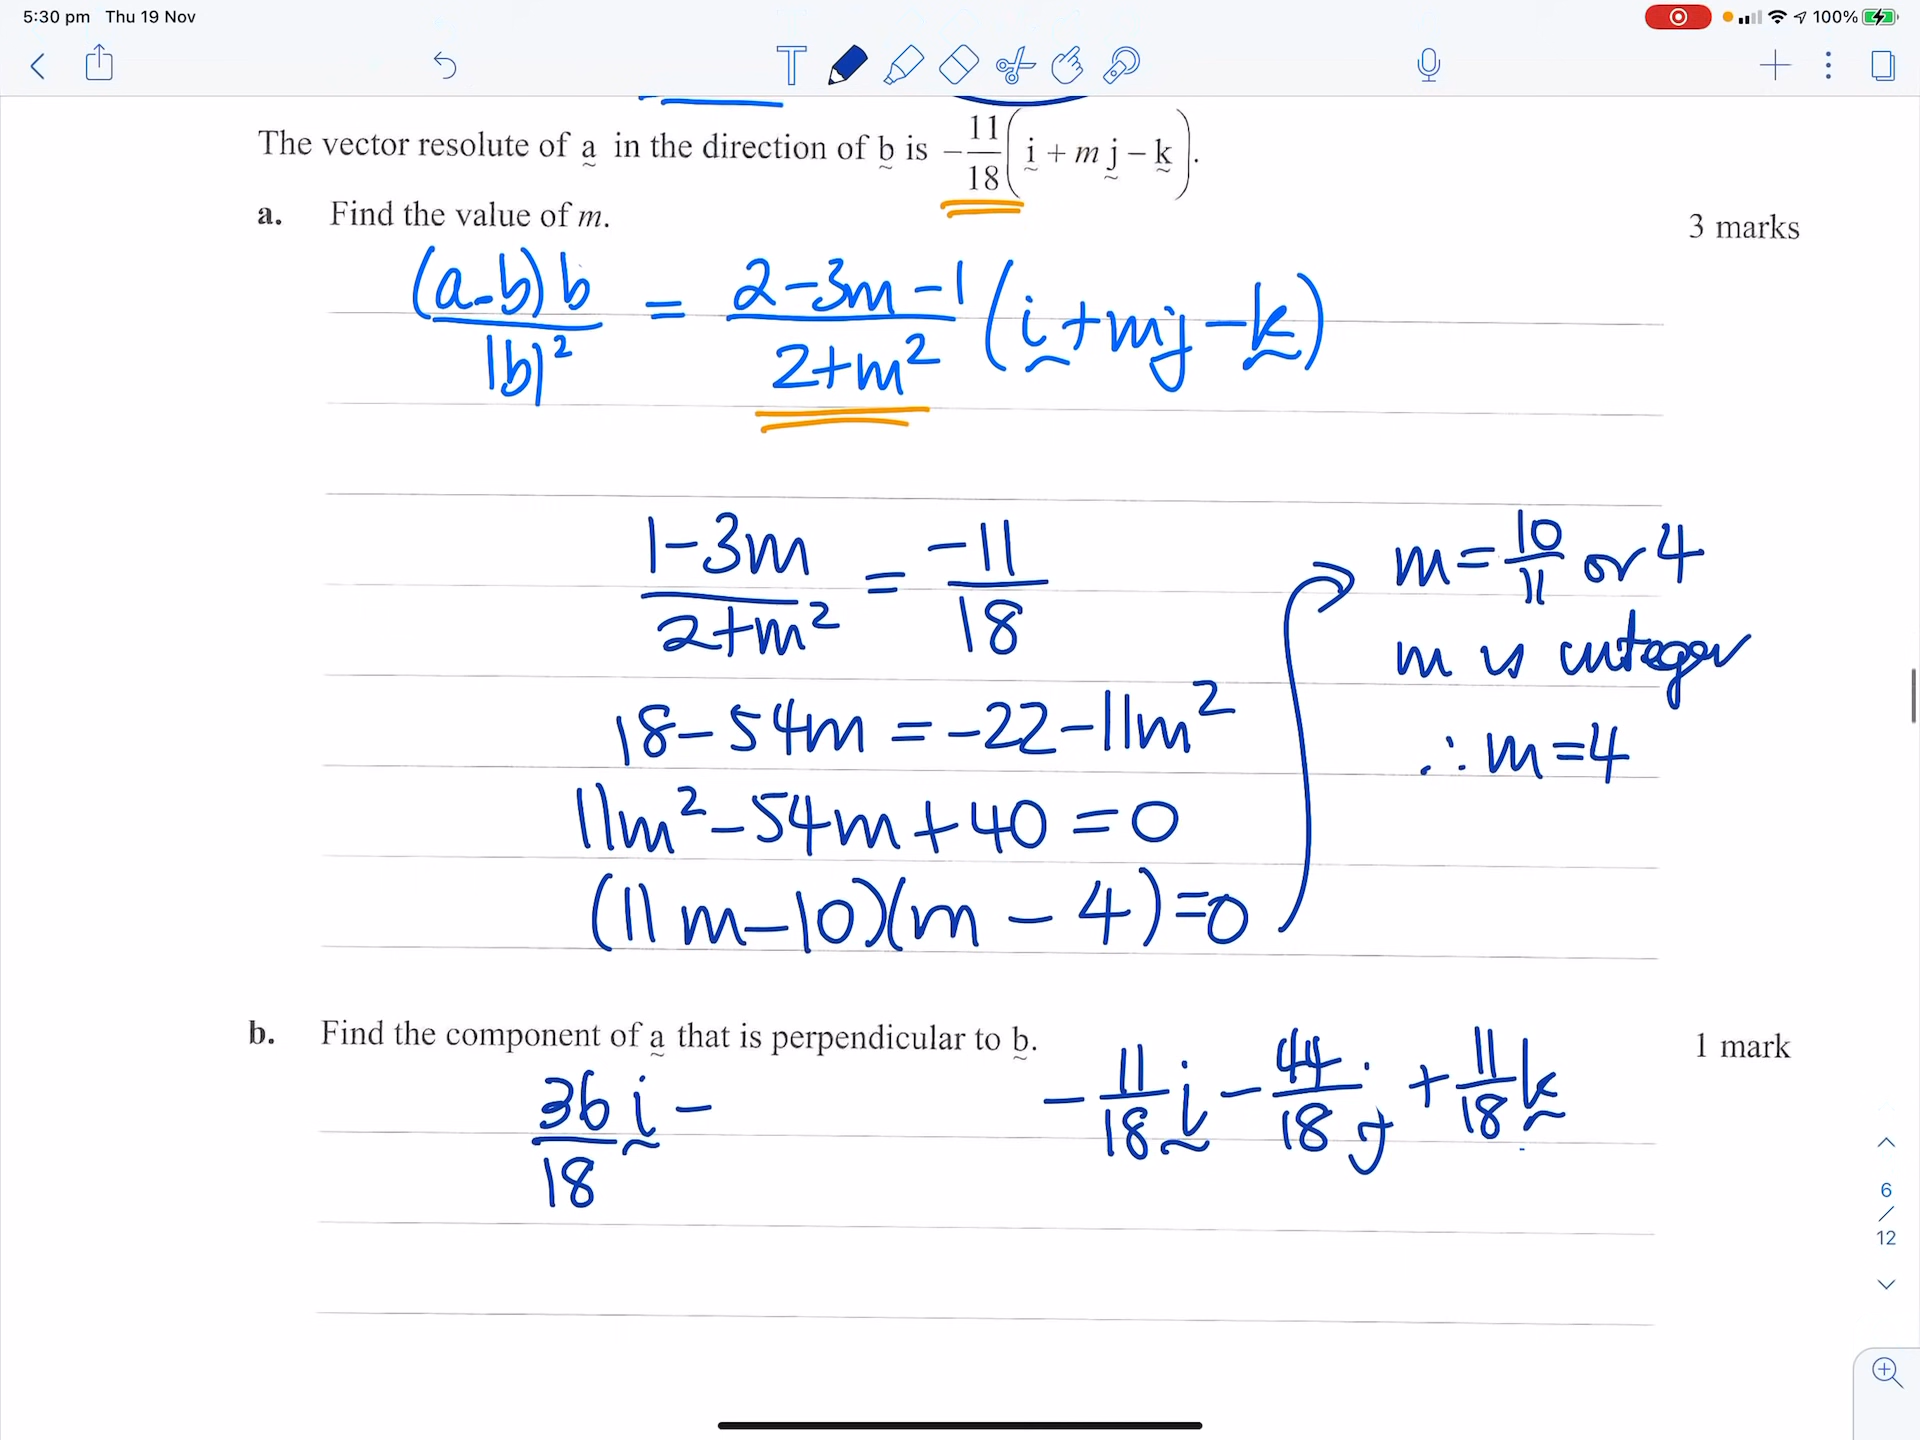 5:30 pm Thu 19 Nov 100%
The vector resolute of a in the direction of b is -11/18 (i + m j - k).
a. Find the value of m. 3 marks
(a.b)b/|b|² = 2-3m-1/2+m² (i+mj-k)
1-3m/2+m² = -11/18
18-54m = -22-11m²
11m²-54m+40=0
(11m-10)(m-4)=0
m = 10/11 or 4
m is integer
∴ m=4
b. Find the component of a that is perpendicular to b. 1 mark
36/18 i - - 11/18 i - 44/18 j + 11/18 k
6
/
12